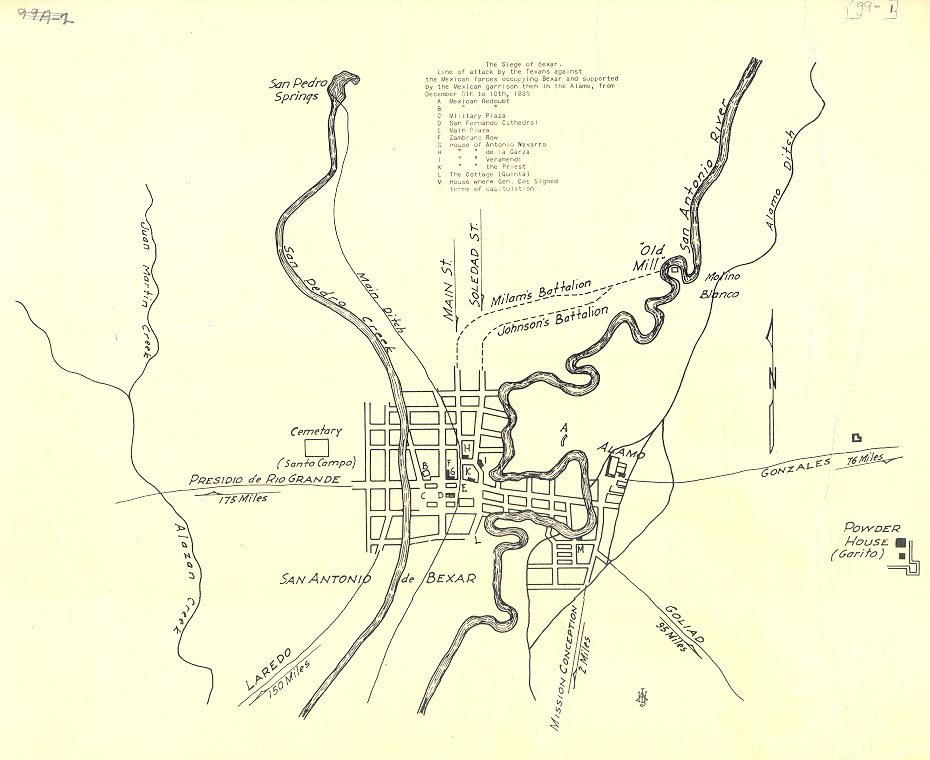 99A-2
99-1
The Siege of Bexar.
Line of attack by the Texans against
the Mexican forces occupying Bexar and supported
by the Mexican garrison then in the Alamo, from
December 5th to 10th, 1835
A Mexican Redoubt
B " "
C Military Plaza
D San Fernando Cithedral
E Main Plaza
F Zambrano Row
G House of Antonio Navarro
H " " de la Garza
I " " Veramendi
K " " the Priest
L The Cottage (Quinta)
M House where Gen. Cos Signed
terms of capitulation
San Pedro
Springs
San Antonio River
Alamo Ditch
Juan Martin Creek
San Pedro Creek
Main Ditch
MAIN ST.
SOLEDAD ST.
"Old
Mill"
Molino
Blanco
Milam's Battalion
Johnson's Battalion
N
Cemetary
(Santo Campo)
A
ALAMO
GONZALES 76 Miles
PRESIDIO de RIO GRANDE
175 Miles
H
B
F
G
K
I
C
D
E
L
M
POWDER
HOUSE
(Garito)
Alazan Creek
SAN ANTONIO de BEXAR
LAREDO
150 Miles
MISSION CONCEPTION
2 Miles
GOLIAD
95 Miles